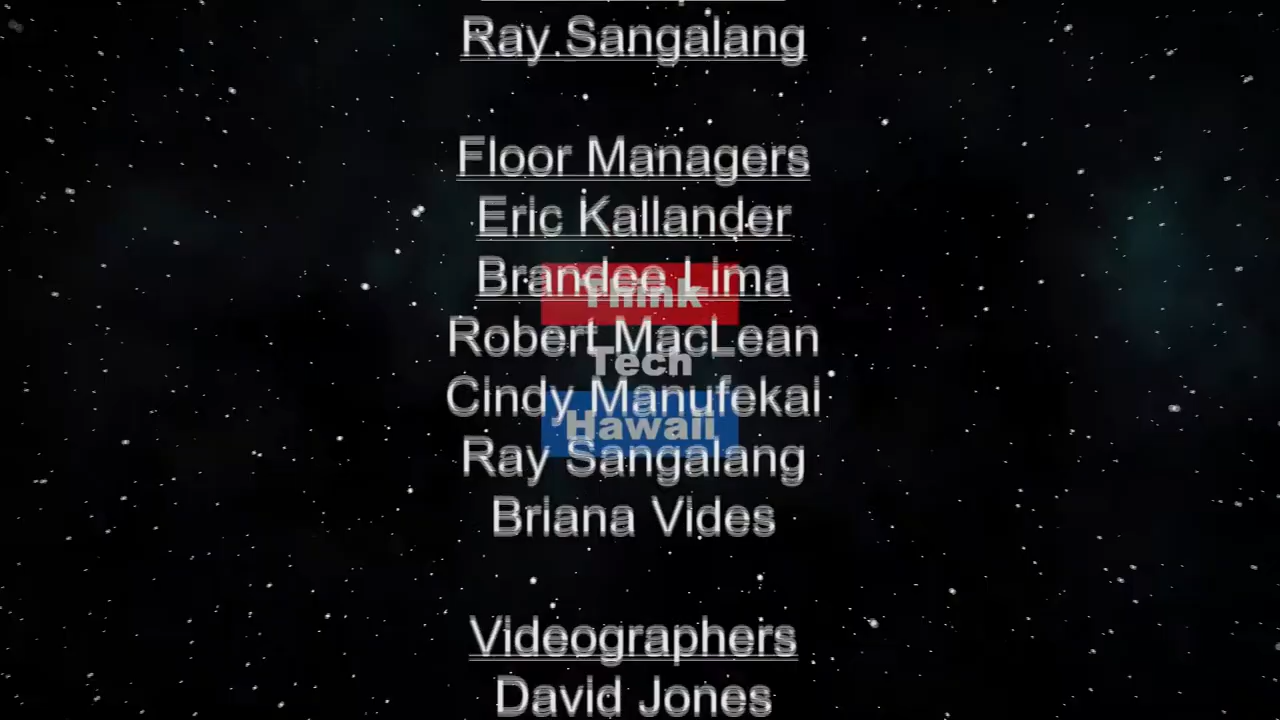 Ray Sangalang
Floor Managers
Eric Kallander
Brandee Lima
Think
Robert MacLean
Tech
Cindy Manufekai
Hawaii
Ray Sangalang
Briana Vides
Videographers
David Jones